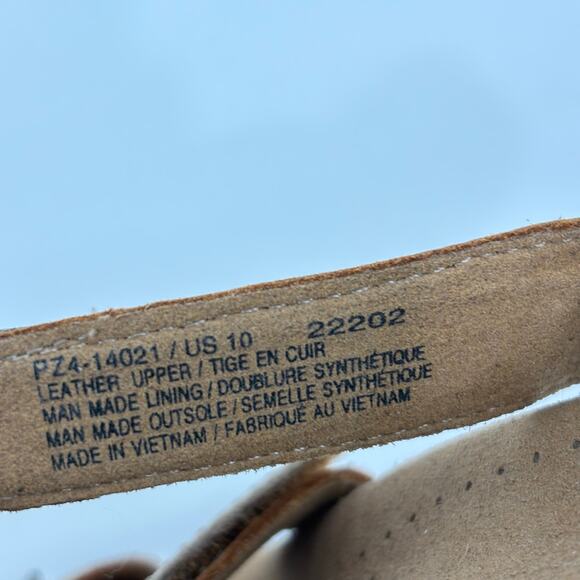 PZ4-14021 / US 10 22202
LEATHER UPPER / TIGE EN CUIR
MAN MADE LINING / DOUBLURE SYNTHÉTIQUE
MAN MADE OUTSOLE / SEMELLE SYNTHÉTIQUE
MADE IN VIETNAM / FABRIQUÉ AU VIETNAM